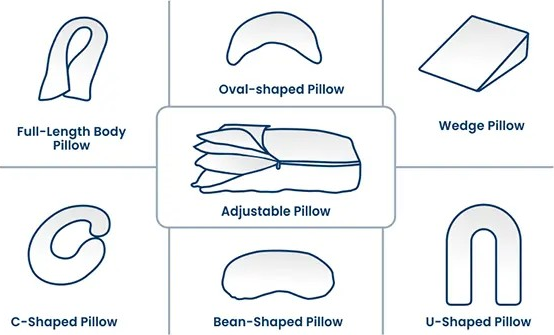 Full-Length Body
Pillow
Oval-shaped Pillow
Wedge Pillow
Adjustable Pillow
C-Shaped Pillow
Bean-Shaped Pillow
U-Shaped Pillow